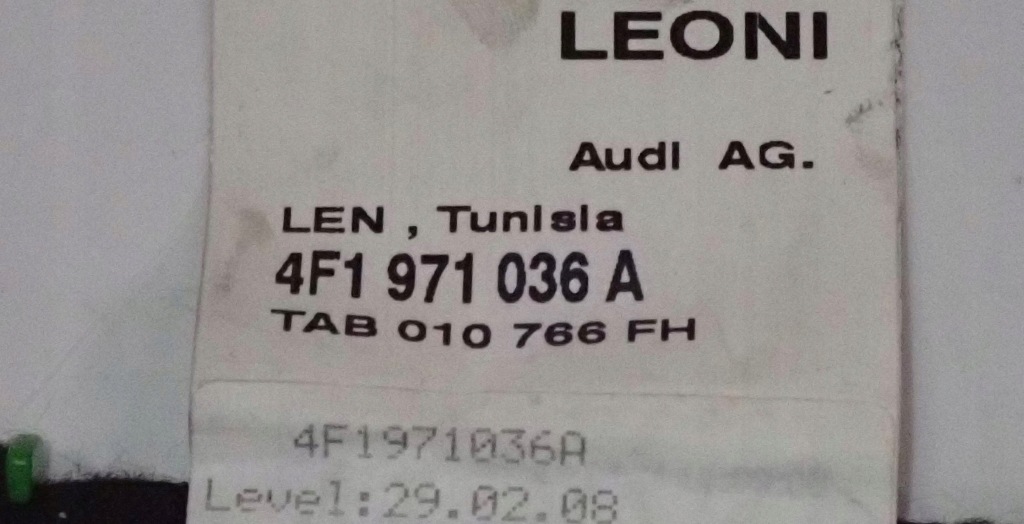 LEONI
Audi AG.
LEN , Tunisia
4F1 971 036 A
TAB 010 766 FH
4F1971036A
Level:29.02.08